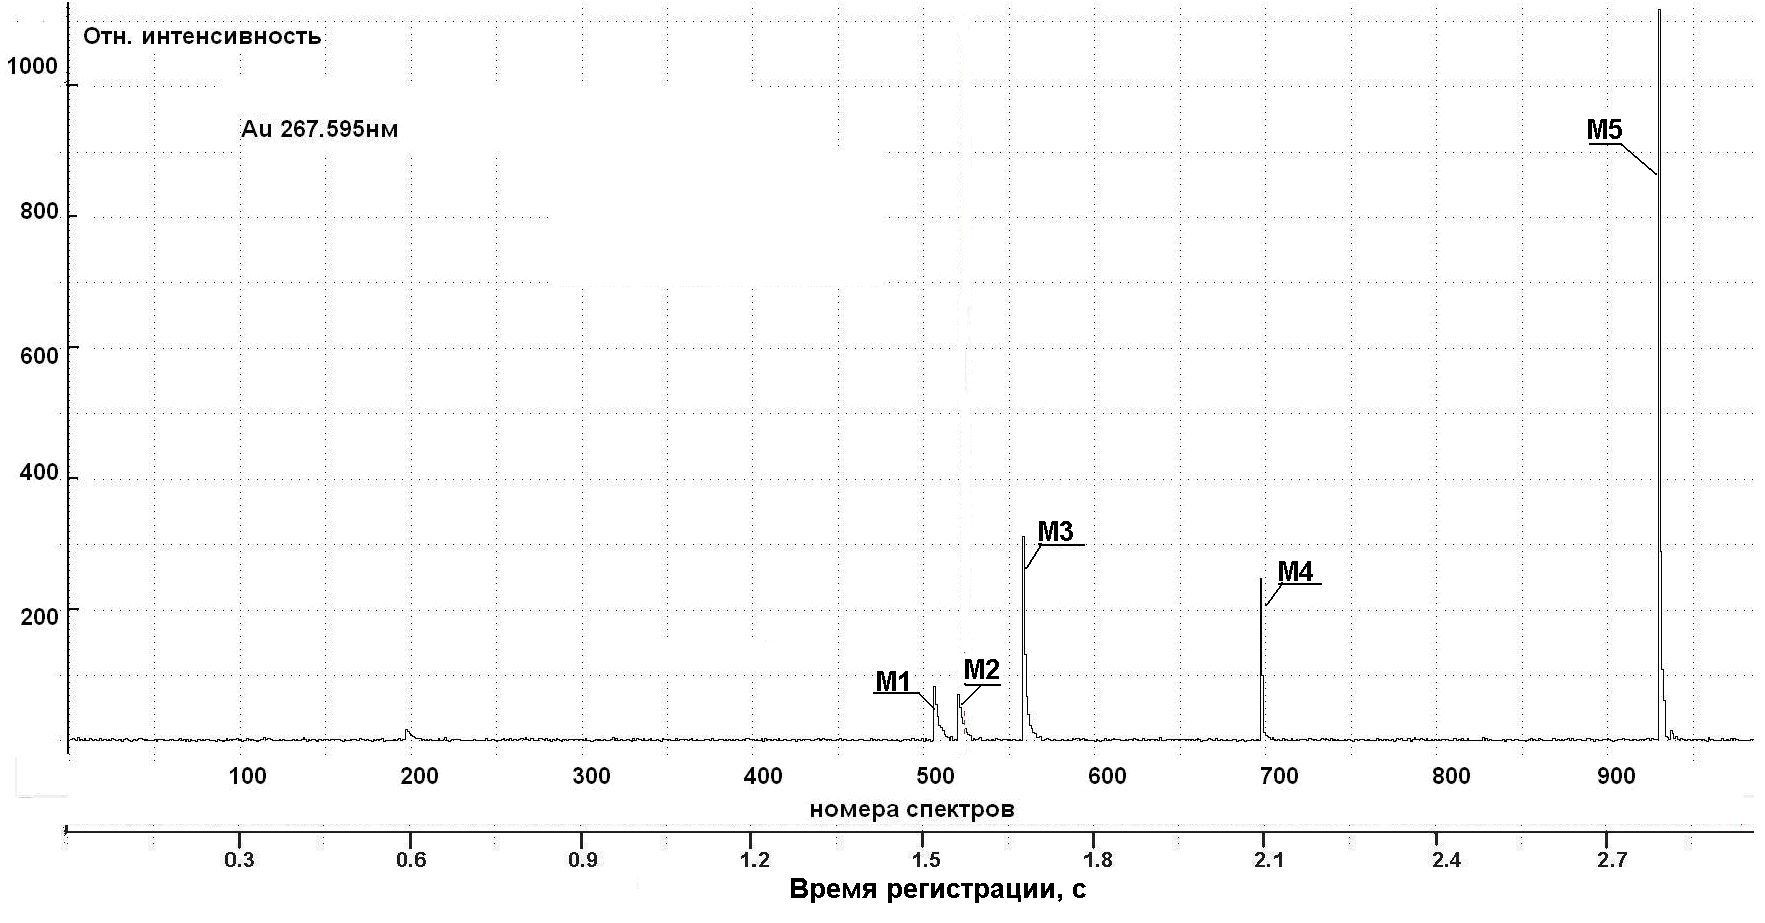 Отн. интенсивность
1000
Au 267.595нм
M5
800
600
400
M3
M4
200
M1
M2
100 200 300 400 500 600 700 800 900
номера спектров
0.3 0.6 0.9 1.2 1.5 1.8 2.1 2.4 2.7
Время регистрации, с